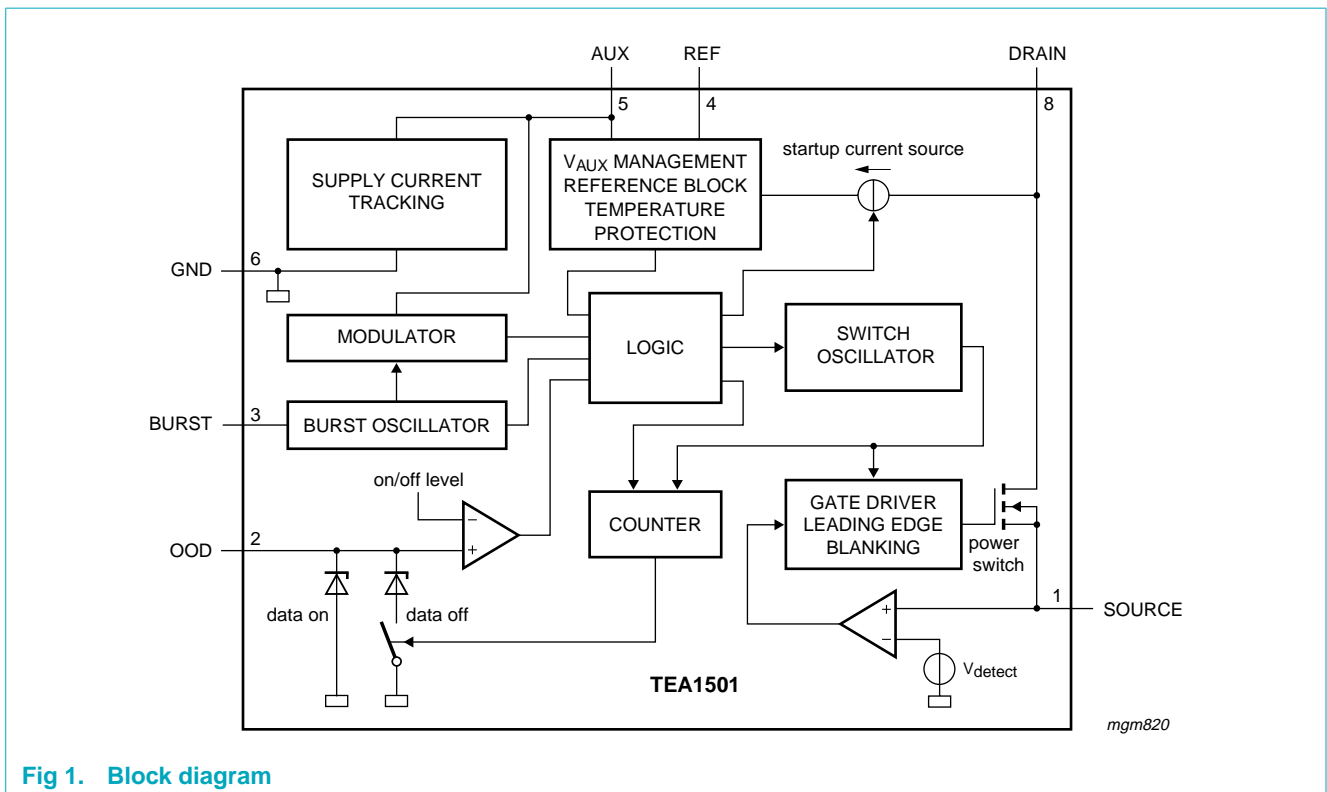 AUX REF DRAIN
5 4 8
startup current source
SUPPLY CURRENT
TRACKING
VAUX MANAGEMENT
REFERENCE BLOCK
TEMPERATURE
PROTECTION
GND 6
MODULATOR
LOGIC
SWITCH
OSCILLATOR
BURST 3
BURST OSCILLATOR
on/off level
−
+
OOD 2
COUNTER
GATE DRIVER
LEADING EDGE
BLANKING
power
switch
data on
data off
1 SOURCE
+
−
Vdetect
TEA1501
mgm820
Fig 1. Block diagram